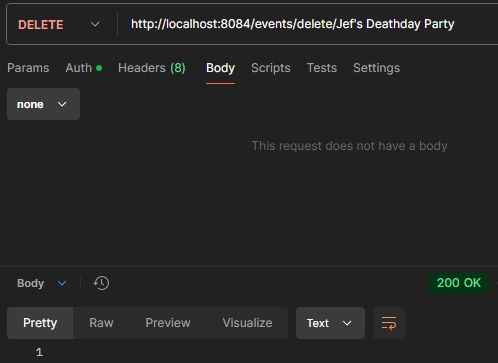 DELETE http://localhost:8084/events/delete/Jef's Deathday Party
Params Auth Headers (8) Body Scripts Tests Settings
none
This request does not have a body
Body 200 OK
Pretty Raw Preview Visualize Text
1